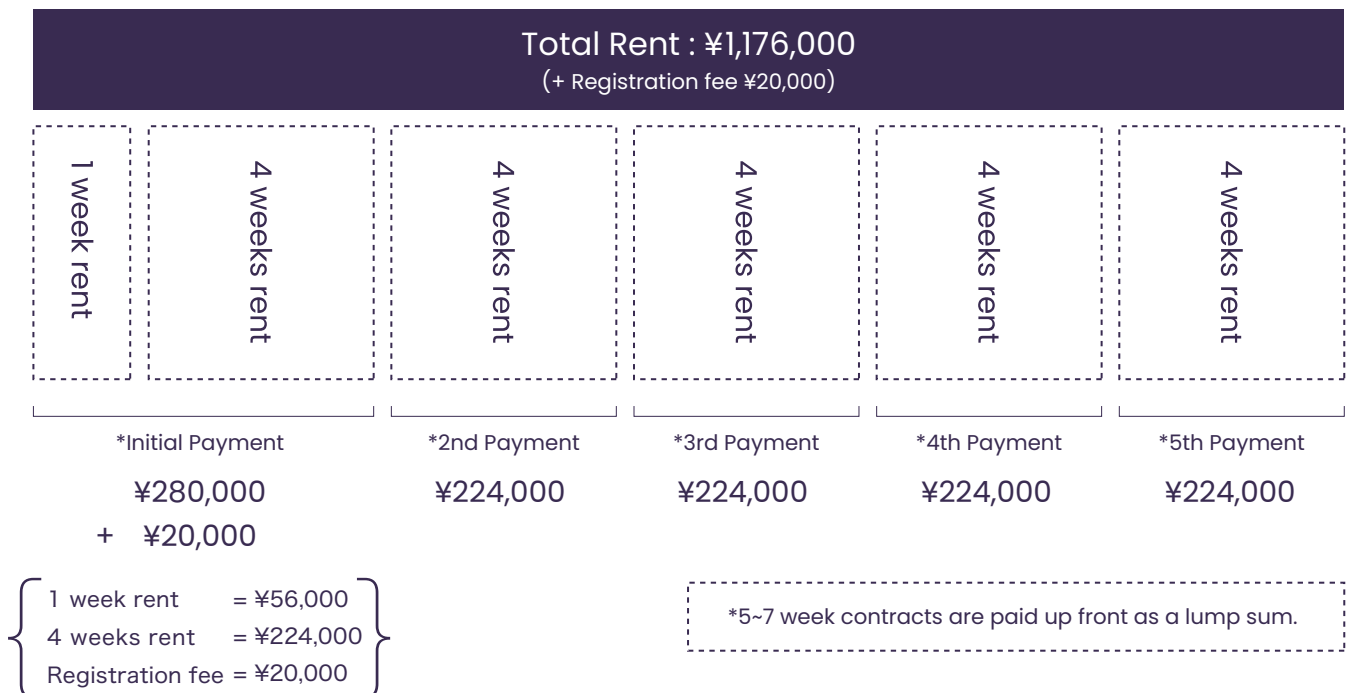 Total Rent : ¥1,176,000
(+ Registration fee ¥20,000)
1 week rent
4 weeks rent
4 weeks rent
4 weeks rent
4 weeks rent
4 weeks rent
*Initial Payment
¥280,000
+ ¥20,000
*2nd Payment
¥224,000
*3rd Payment
¥224,000
*4th Payment
¥224,000
*5th Payment
¥224,000
1 week rent = ¥56,000
4 weeks rent = ¥224,000
Registration fee = ¥20,000
*5~7 week contracts are paid up front as a lump sum.